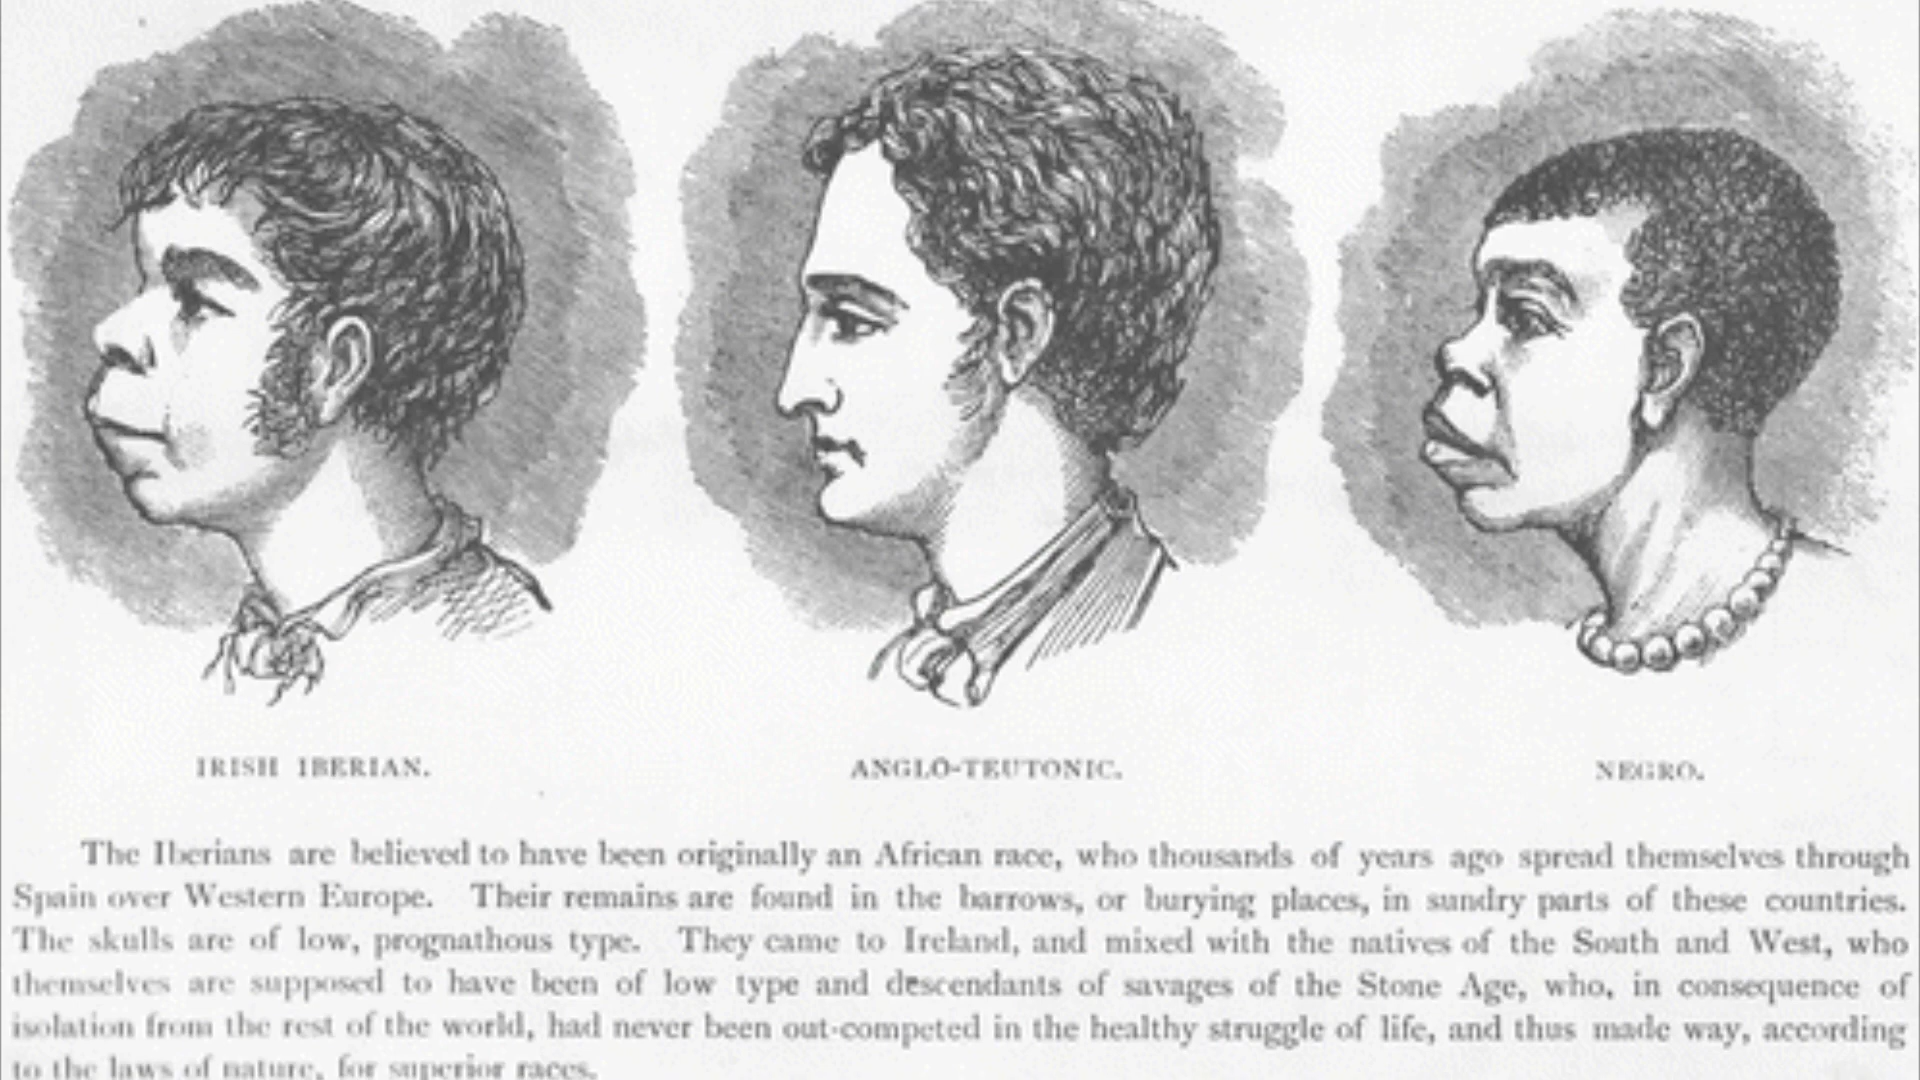 IRISH IBERIAN.
ANGLO-TEUTONIC.
NEGRO.
The Iberians are believed to have been originally an African race, who thousands of years ago spread themselves through
Spain over Western Europe. Their remains are found in the barrows, or burying places, in sundry parts of these countries.
The skulls are of low, prognathous type. They came to Ireland, and mixed with the natives of the South and West, who
themselves are supposed to have been of low type and descendants of savages of the Stone Age, who, in consequence of
isolation from the rest of the world, had never been out-competed in the healthy struggle of life, and thus made way, according
to the laws of nature, for superior races.